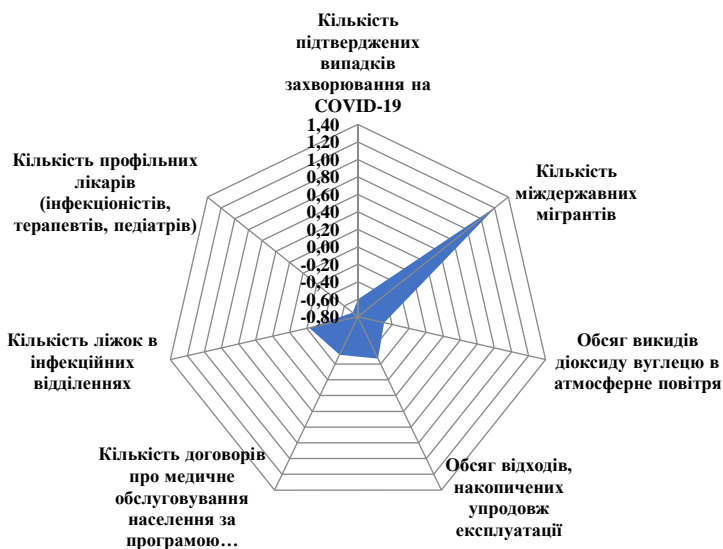 Кількість
підтверджених
випадків
захворювання на
COVID-19
1,40
1,20
1,00
0,80
0,60
0,40
0,20
0,00
-0,20
-0,40
-0,60
-0,80
Кількість
міждержавних
мігрантів
Обсяг викидів
діоксиду вуглецю в
атмосферне повітря
Обсяг відходів,
накопичених
упродовж
експлуатації
Кількість договорів
про медичне
обслуговування
населення за
програмою…
Кількість ліжок в
інфекційних
відділеннях
Кількість профільних
лікарів
(інфекціоністів,
терапевтів, педіатрів)